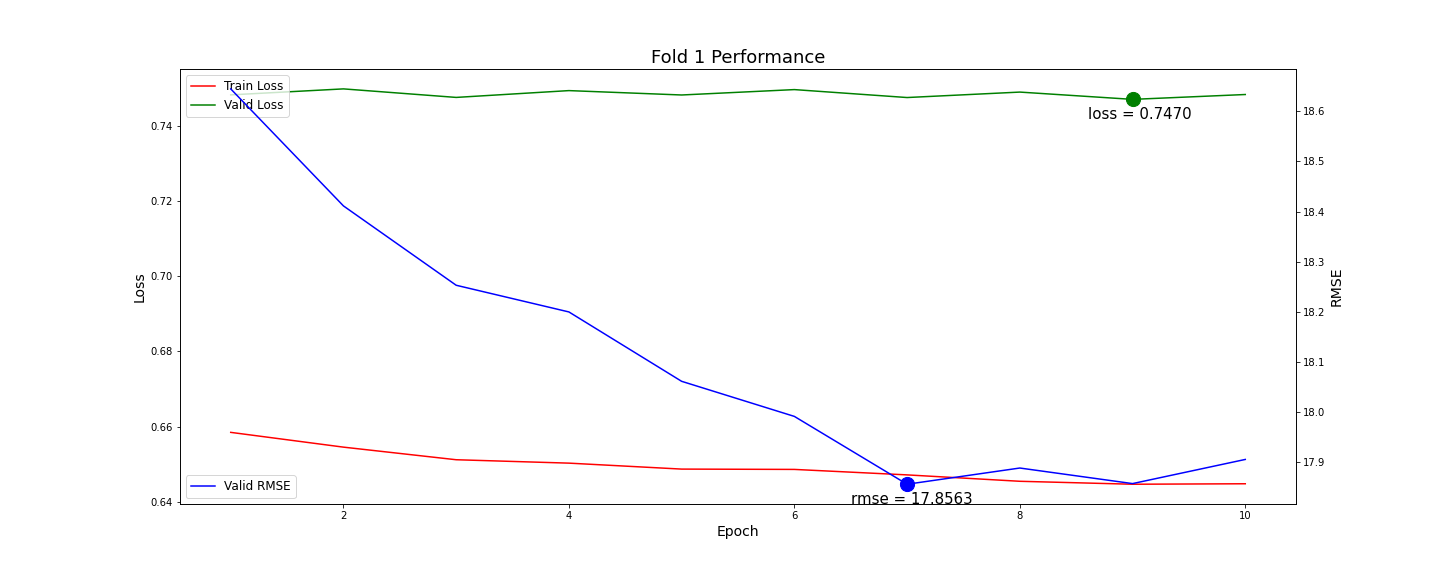 Fold 1 Performance
Train Loss
Valid Loss
loss = 0.7470
0.74
0.72
0.70
0.68
0.66
0.64
Loss
18.6
18.5
18.4
18.3
18.2
18.1
18.0
17.9
RMSE
Valid RMSE
rmse = 17.8563
2
4
6
8
10
Epoch